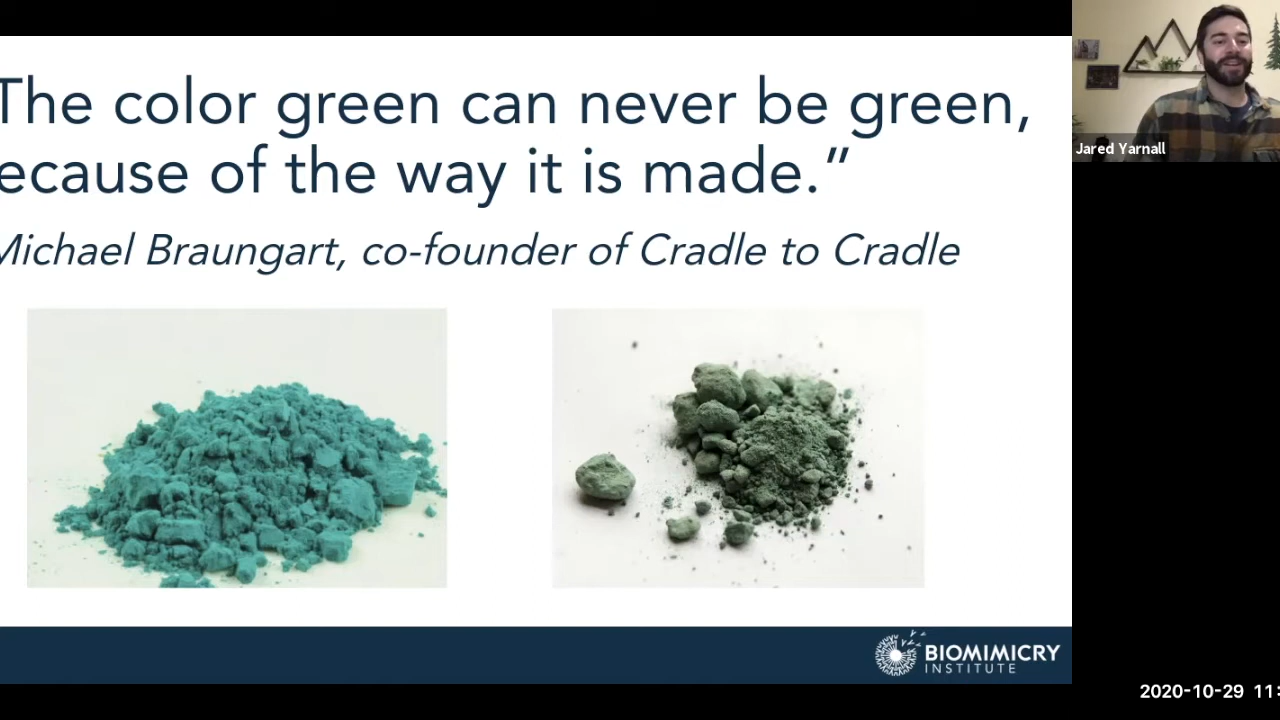 The color green can never be green,
ecause of the way it is made.”
Michael Braungart, co-founder of Cradle to Cradle
BIOMIMICRY
INSTITUTE
Jared Yarnall
2020-10-29 11: